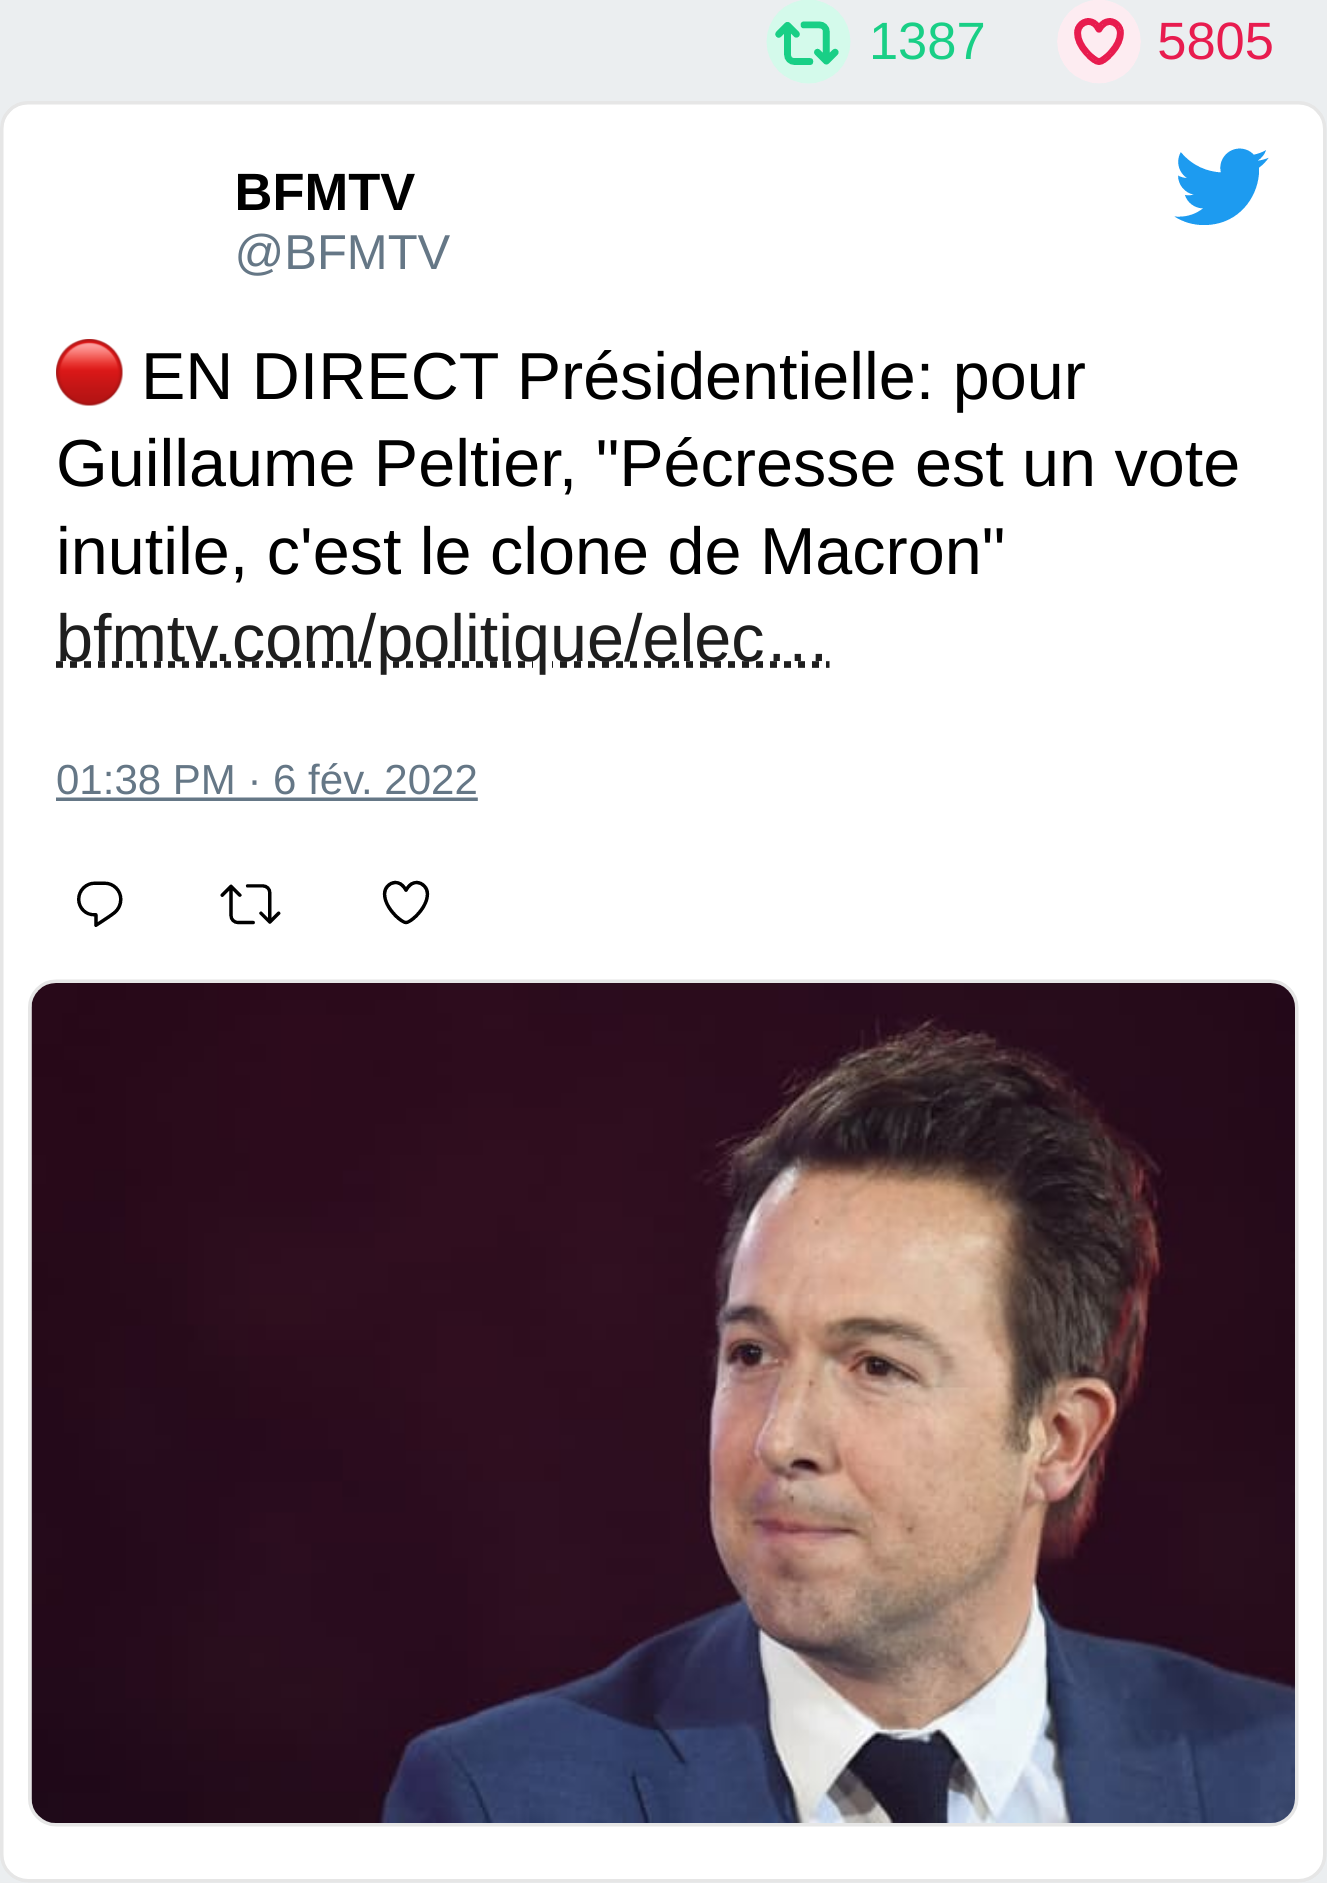 1387 5805
BFMTV
@BFMTV
🔴 EN DIRECT Présidentielle: pour
Guillaume Peltier, "Pécresse est un vote
inutile, c'est le clone de Macron"
bfmtv.com/politique/elec…
01:38 PM · 6 fév. 2022